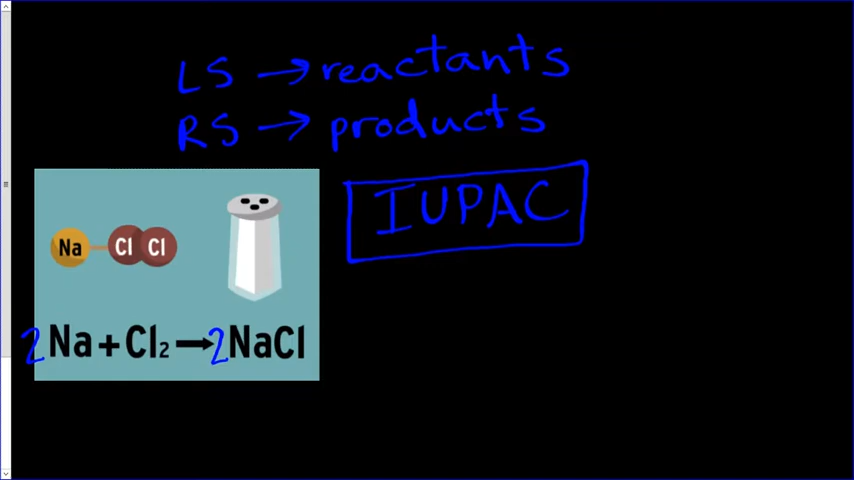 LS → reactants
RS → products
IUPAC
Na Cl Cl
2Na + Cl₂ → 2NaCl